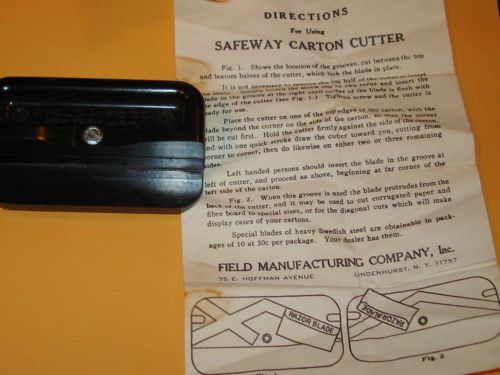 DIRECTIONS
For Using
SAFEWAY CARTON CUTTER
Fig. 1. Shows the location of the grooves, cut between the top
and bottom halves of the cutter, which lock the blade in place.
It is not necessary to remove the top half of the cutter to insert
the blade. the screw one or two turns and insert the
blade in the groove at the right until corner of the blade is flush with
the edge of the cutter (see Fig. 1.) Tighten screw and the cutter is
ready for use.
Place the cutter on one of the top edges of the carton, with the
blade beyond the corner on the side of the carton, so that the corner
will be cut first. Hold the cutter firmly against the side of the carton,
and with one quick stroke draw the cutter toward you, cutting from
corner to corner, then do likewise on either two or three remaining
sides.
Left handed persons should insert the blade in the groove at
left of cutter, and proceed as above, beginning at far corner of the
left side of the carton.
Fig. 2. When this groove is used the blade protrudes from the
back of the cutter, and it may be used to cut corrugated paper and
fibre board to special sizes, or for the diagonal cuts which will make
display cases of your cartons.
Special blades of heavy Swedish steel are obtainable in pack-
ages of 10 at 50c per package. Your dealer has them.
FIELD MANUFACTURING COMPANY, Inc.
75 E. HOFFMAN AVENUE LINDENHURST, N. Y. 11757
RAZOR BLADE
RAZOR BLADE
Fig. 2